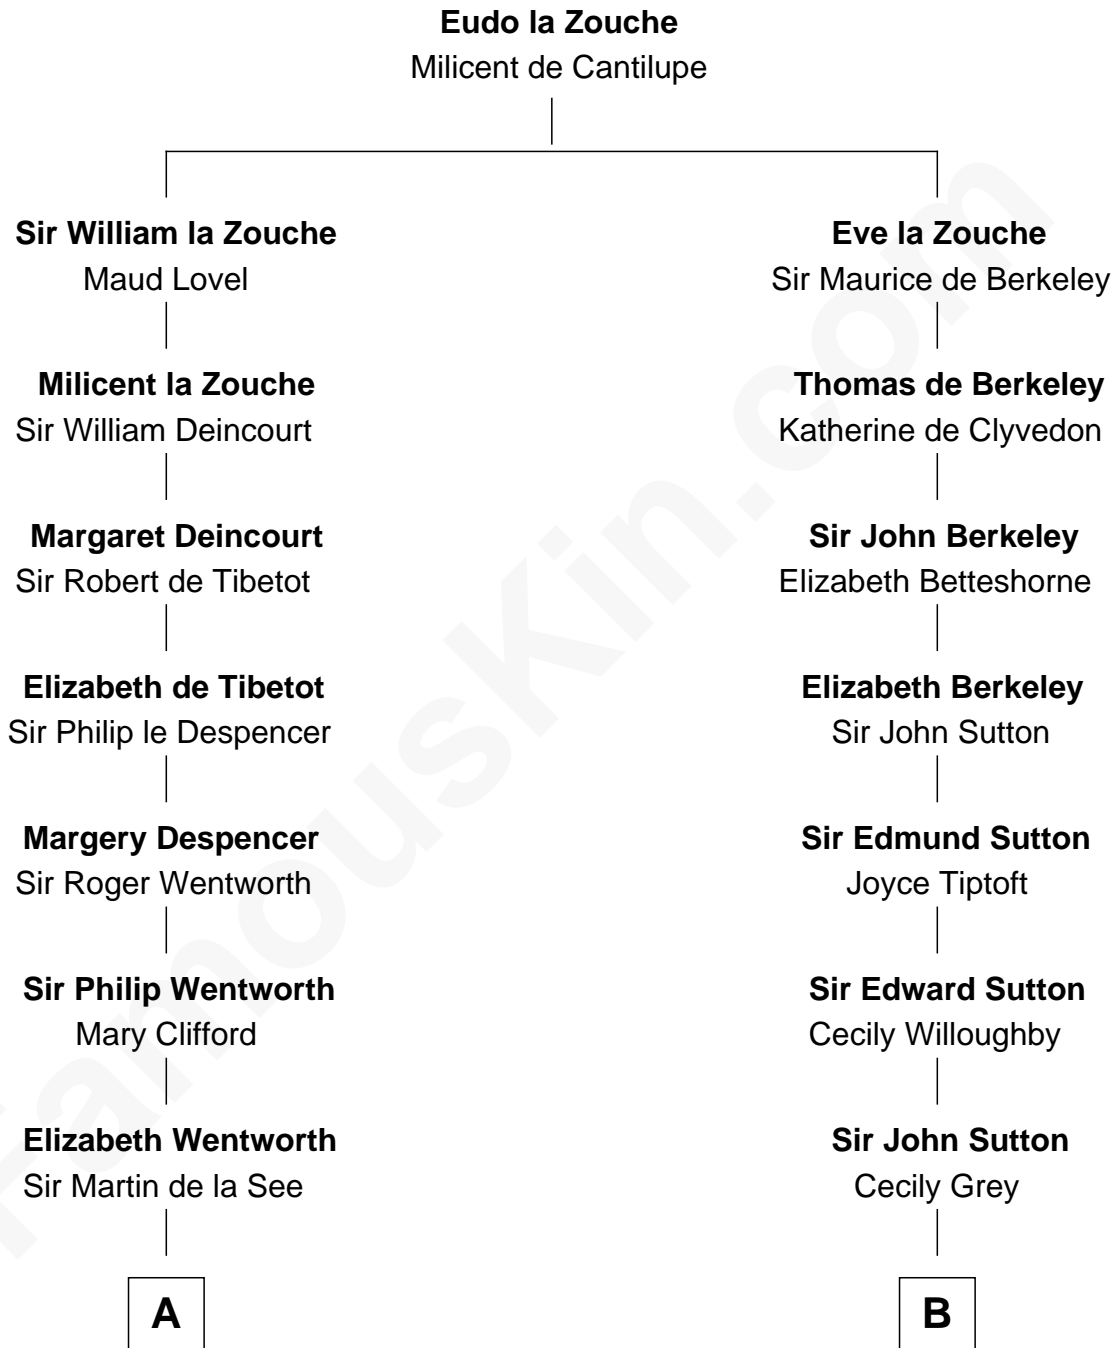 Eudo la Zouche
Milicent de Cantilupe
Sir William la Zouche
Maud Lovel
Milicent la Zouche
Sir William Deincourt
Margaret Deincourt
Sir Robert de Tibetot
Elizabeth de Tibetot
Sir Philip le Despencer
Margery Despencer
Sir Roger Wentworth
Sir Philip Wentworth
Mary Clifford
Elizabeth Wentworth
Sir Martin de la See
A
Eve la Zouche
Sir Maurice de Berkeley
Thomas de Berkeley
Katherine de Clyvedon
Sir John Berkeley
Elizabeth Betteshorne
Elizabeth Berkeley
Sir John Sutton
Sir Edmund Sutton
Joyce Tiptoft
Sir Edward Sutton
Cecily Willoughby
Sir John Sutton
Cecily Grey
B
FamousKin.com